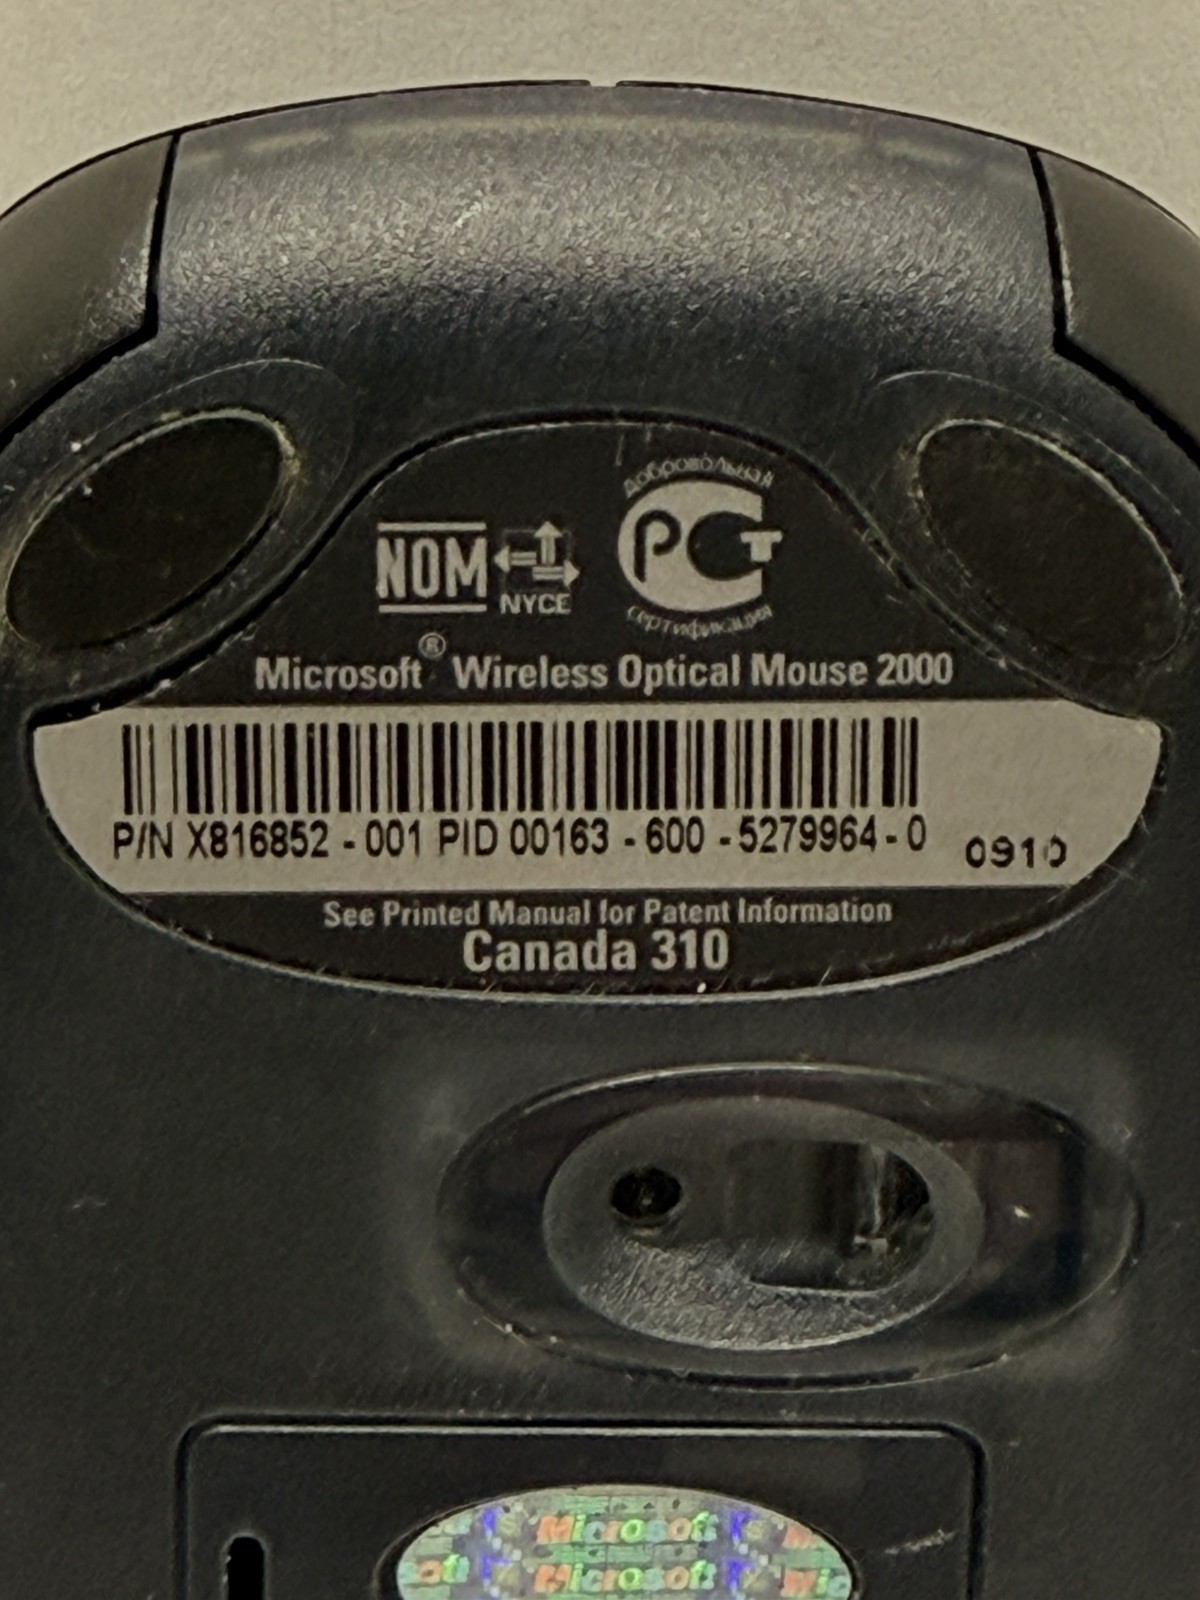 Добровольная
РСТ
NOM NYCE
сертификация
Microsoft® Wireless Optical Mouse 2000
P/N X816852 - 001 PID 00163 - 600 - 5279964 - 0 0910
See Printed Manual for Patent Information
Canada 310
Microsoft
Microsoft